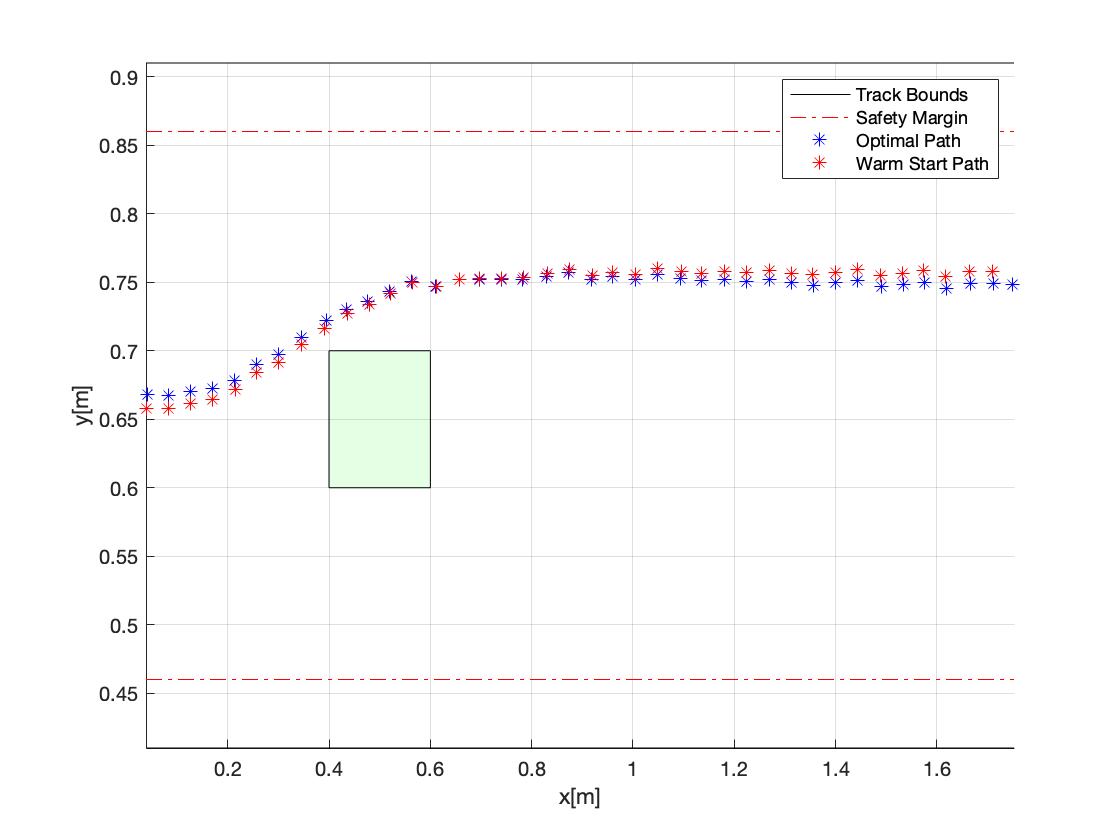 0.9
0.85
0.8
0.75
0.7
0.65
0.6
0.55
0.5
0.45
y[m]
Track Bounds
Safety Margin
Optimal Path
Warm Start Path
0.2 0.4 0.6 0.8 1 1.2 1.4 1.6
x[m]